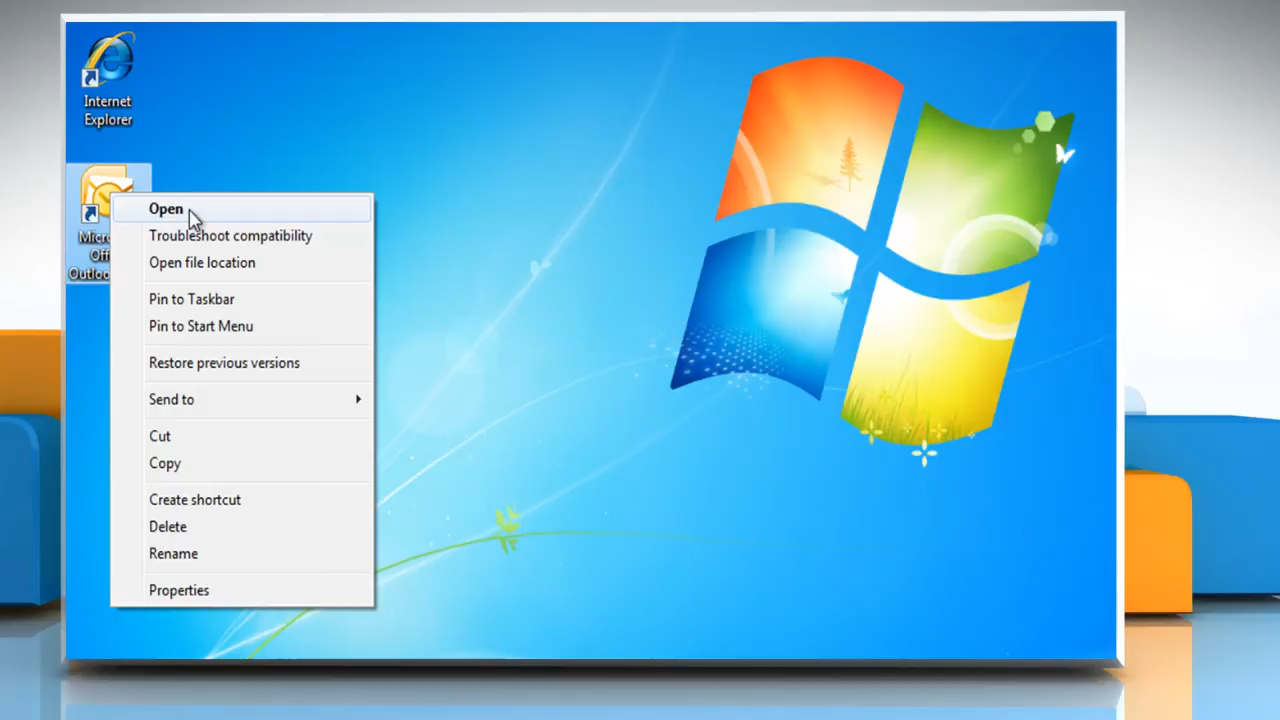 Internet
Explorer
Open
Troubleshoot compatibility
Open file location
Pin to Taskbar
Pin to Start Menu
Restore previous versions
Send to
Cut
Copy
Create shortcut
Delete
Rename
Properties